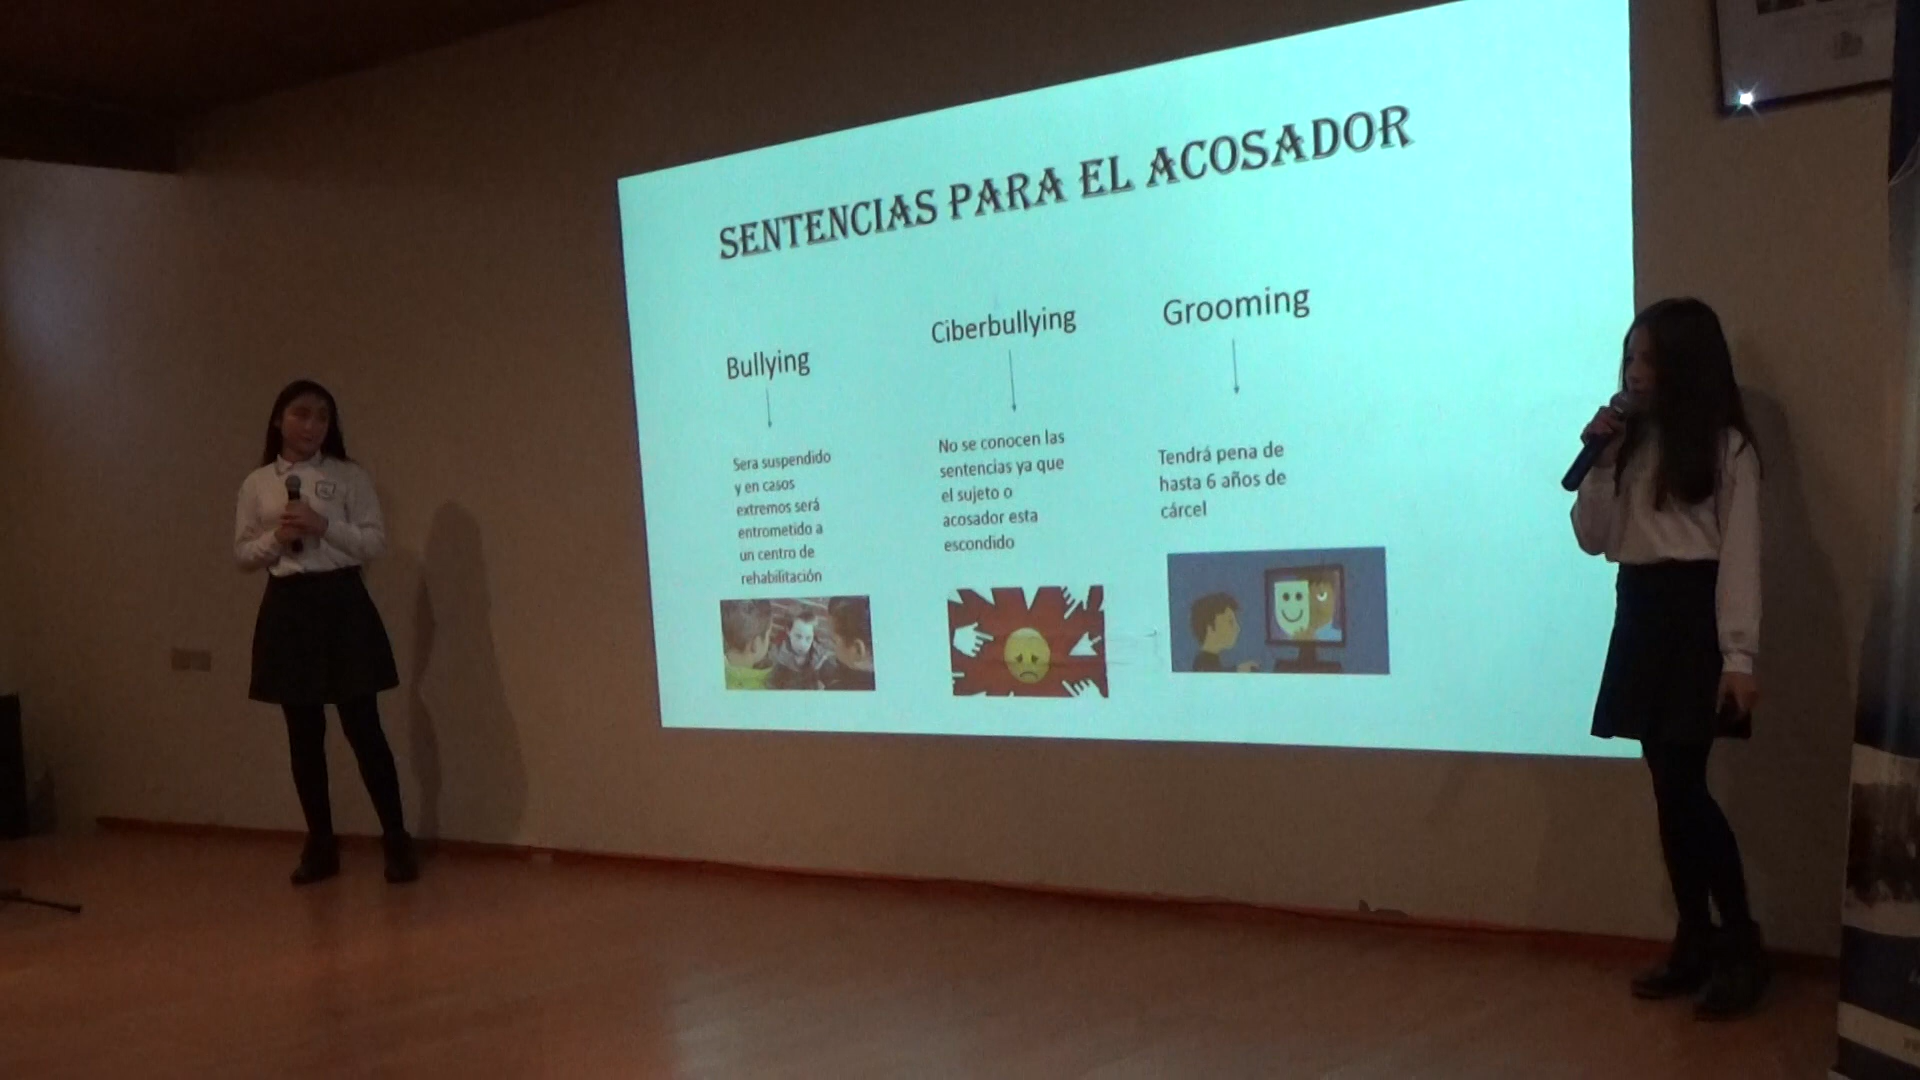 SENTENCIAS PARA EL ACOSADOR
Bullying
Sera suspendido
y en casos
extremos será
entrometido a
un centro de
rehabilitación
Ciberbullying
No se conocen las
sentencias ya que
el sujeto o
acosador esta
escondido
Grooming
Tendrá pena de
hasta 6 años de
cárcel